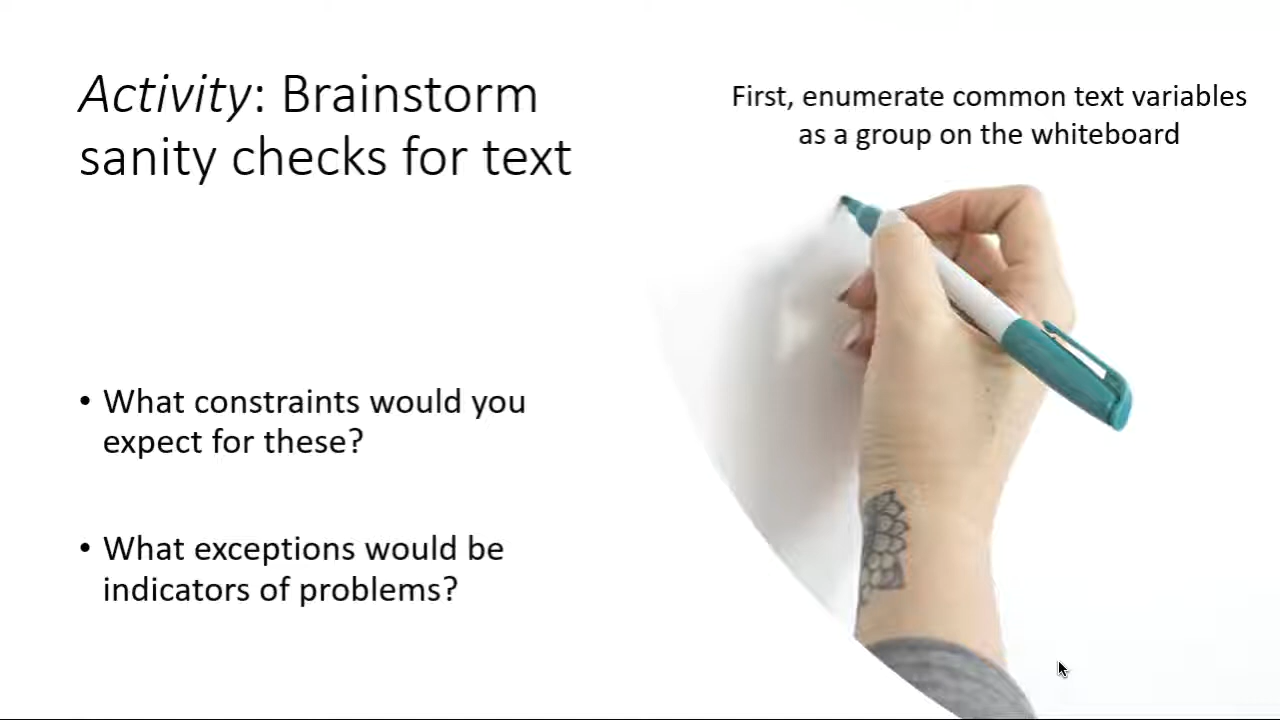 Activity: Brainstorm
sanity checks for text
First, enumerate common text variables
as a group on the whiteboard
• What constraints would you
expect for these?
• What exceptions would be
indicators of problems?